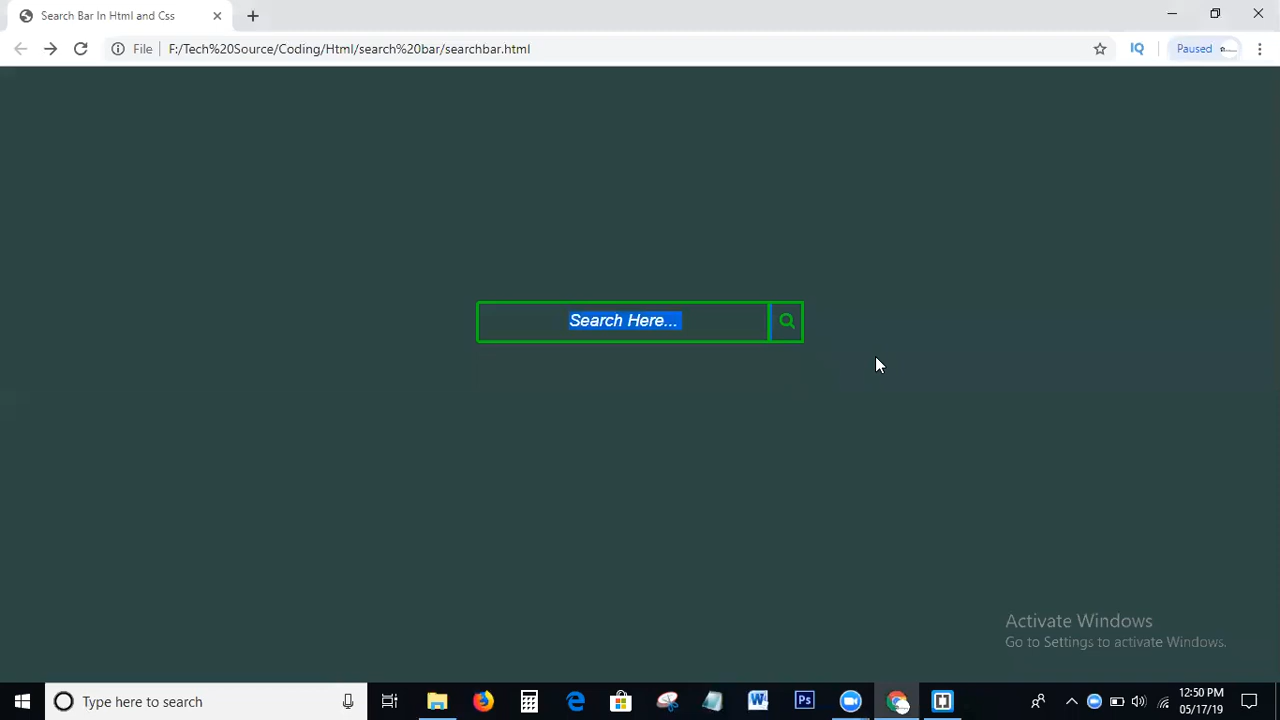 Search Bar In Html and Css
File F:/Tech%20Source/Coding/Html/search%20bar/searchbar.html
IQ
Paused
Search Here...
Activate Windows
Go to Settings to activate Windows.
Type here to search
W
Ps
12:50 PM
05/17/19